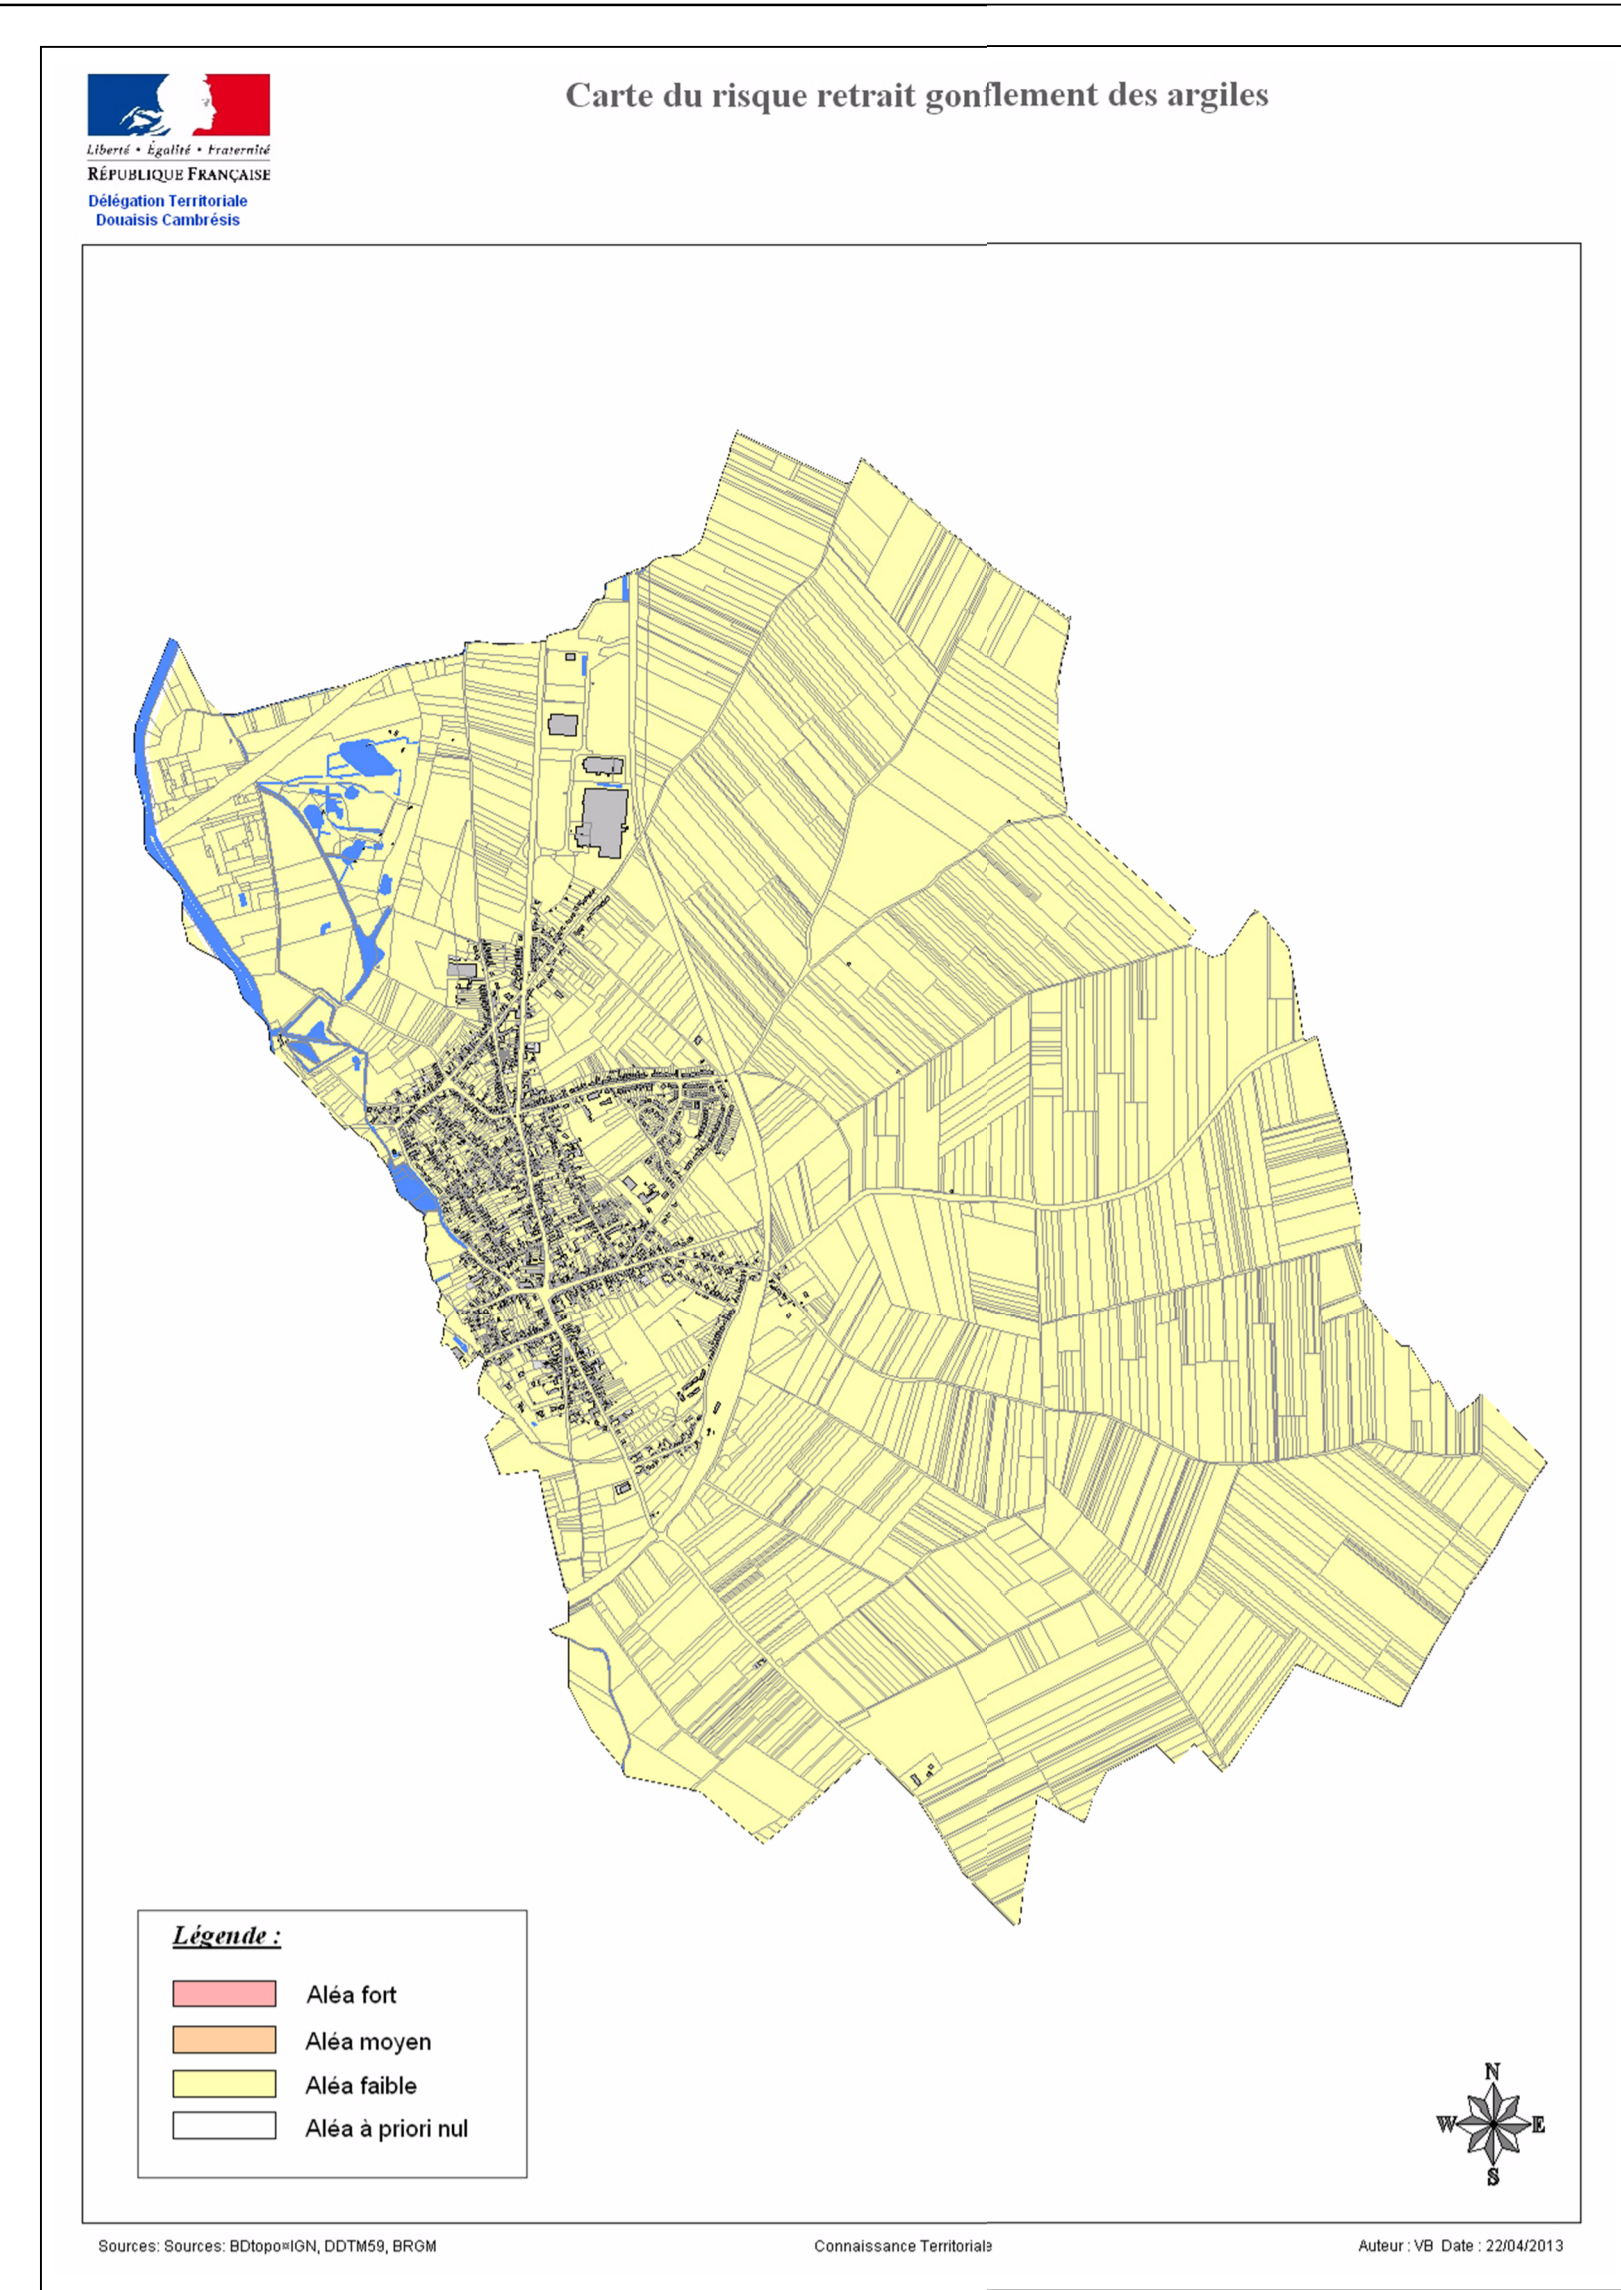 Carte du risque retrait gonflement des argiles
Liberté • Égalité • Fraternité
RÉPUBLIQUE FRANÇAISE
Délégation Territoriale
Douaisis Cambrésis
Légende :
Aléa fort
Aléa moyen
Aléa faible
Aléa à priori nul
N
W E
S
Sources: Sources: BDtopo¤IGN, DDTM59, BRGM
Connaissance Territoriale
Auteur : VB Date : 22/04/2013